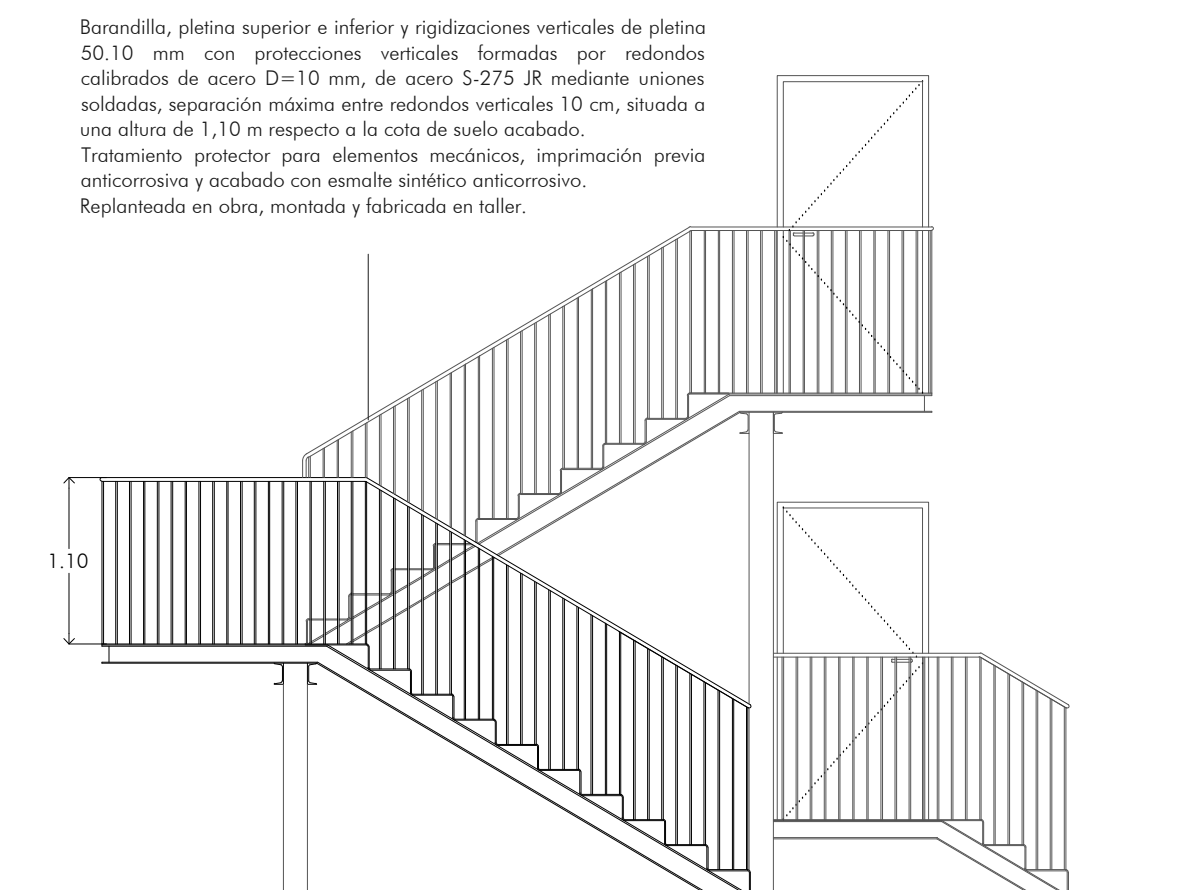 Barandilla, pletina superior e inferior y rigidizaciones verticales de pletina
50.10 mm con protecciones verticales formadas por redondos
calibrados de acero D=10 mm, de acero S-275 JR mediante uniones
soldadas, separación máxima entre redondos verticales 10 cm, situada a
una altura de 1,10 m respecto a la cota de suelo acabado.
Tratamiento protector para elementos mecánicos, imprimación previa
anticorrosiva y acabado con esmalte sintético anticorrosivo.
Replanteada en obra, montada y fabricada en taller.
1.10